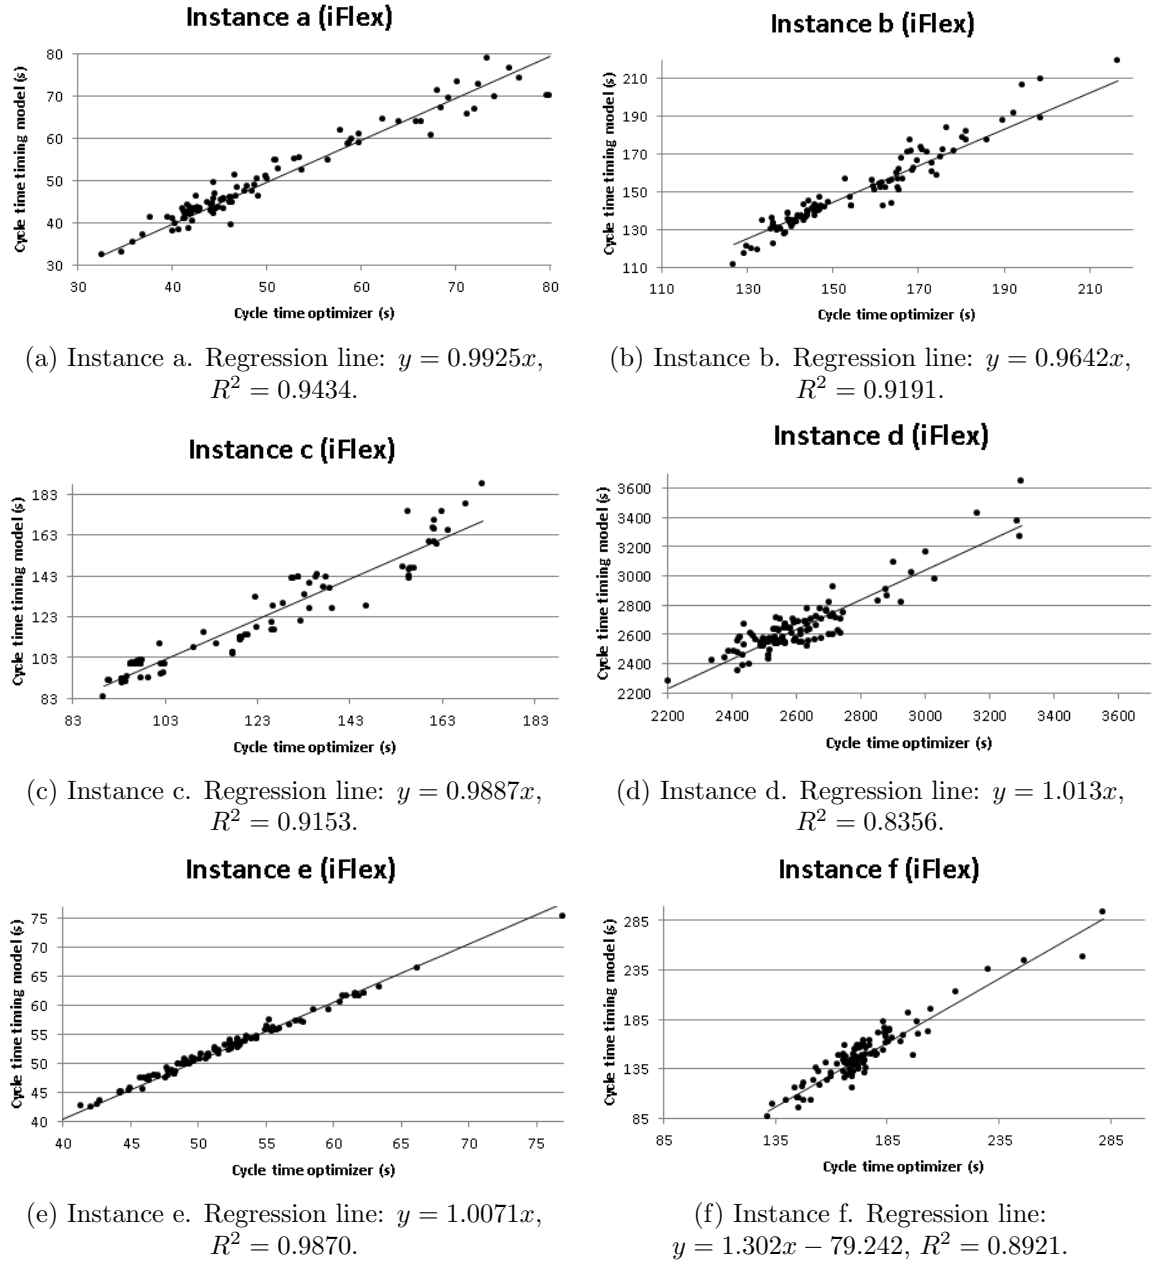 Instance a (iFlex)
Cycle time timing model (s)
80
70
60
50
40
30
30 40 50 60 70 80
Cycle time optimizer (s)
(a) Instance a. Regression line: y = 0.9925x,
R² = 0.9434.
Instance b (iFlex)
Cycle time timing model (s)
210
190
170
150
130
110
110 130 150 170 190 210
Cycle time optimizer (s)
(b) Instance b. Regression line: y = 0.9642x,
R² = 0.9191.
Instance c (iFlex)
Cycle time timing model (s)
183
163
143
123
103
83
83 103 123 143 163 183
Cycle time optimizer (s)
(c) Instance c. Regression line: y = 0.9887x,
R² = 0.9153.
Instance d (iFlex)
Cycle time timing model (s)
3600
3400
3200
3000
2800
2600
2400
2200
2200 2400 2600 2800 3000 3200 3400 3600
Cycle time optimizer (s)
(d) Instance d. Regression line: y = 1.013x,
R² = 0.8356.
Instance e (iFlex)
Cycle time timing model (s)
75
70
65
60
55
50
45
40
40 45 50 55 60 65 70 75
Cycle time optimizer (s)
(e) Instance e. Regression line: y = 1.0071x,
R² = 0.9870.
Instance f (iFlex)
Cycle time timing model (s)
285
235
185
135
85
85 135 185 235 285
Cycle time optimizer (s)
(f) Instance f. Regression line:
y = 1.302x − 79.242, R² = 0.8921.